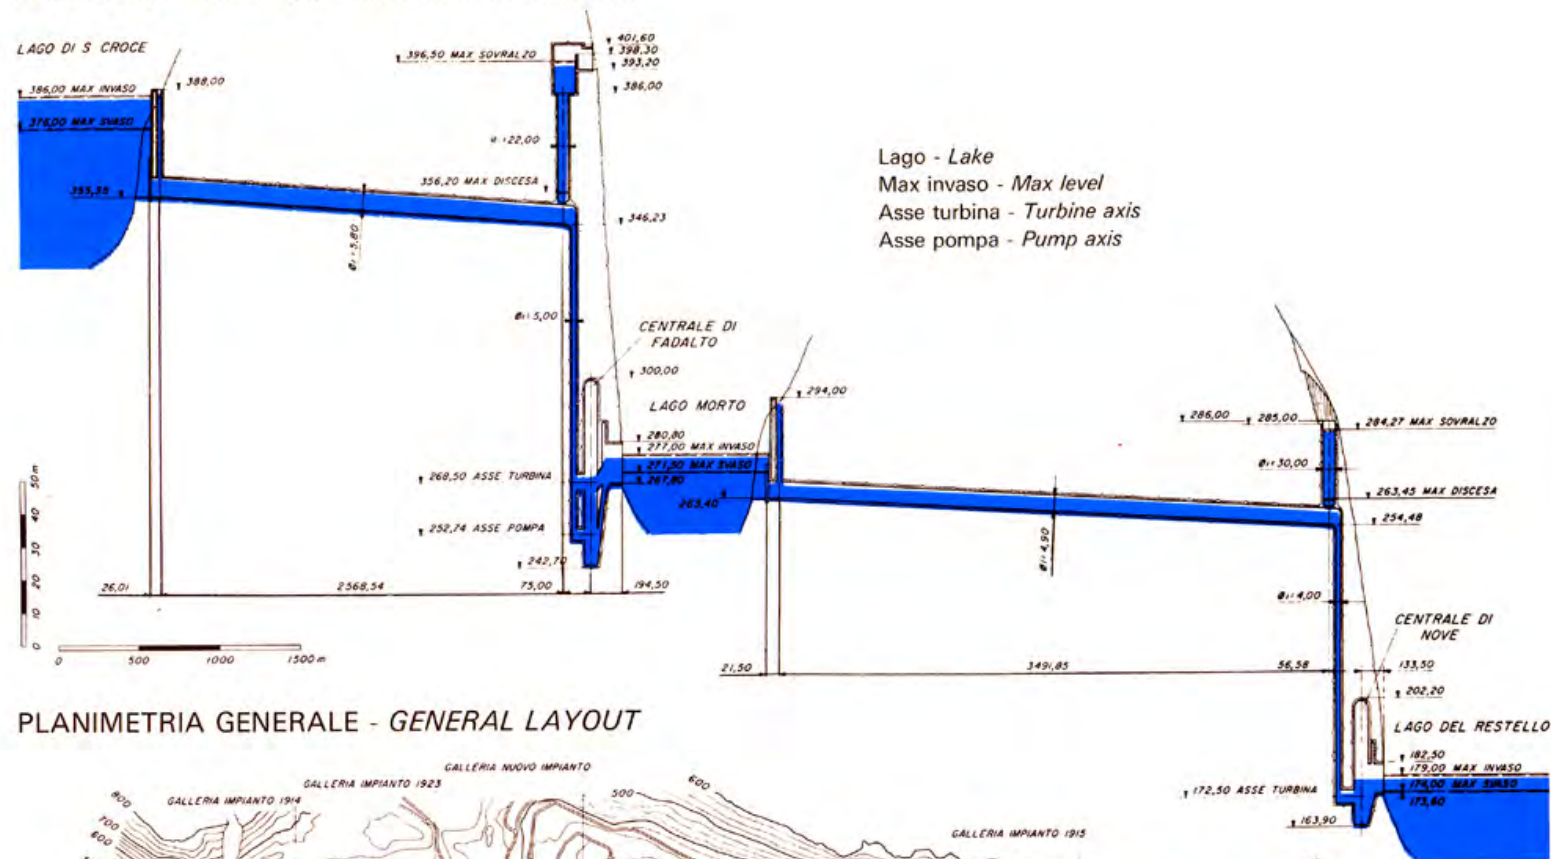 LAGO DI S CROCE
386,00 MAX INVASO
388,00
376,00 MAX SVASO
396,50 MAX SOVRALZO
401,60
398,30
393,20
386,00
22,00
356,20 MAX DISCESA
346,23
5,80
5,00
CENTRALE DI
FADALTO
300,00
LAGO MORTO
280,80
277,00 MAX INVASO
271,50 MAX SVASO
267,80
268,50 ASSE TURBINA
252,74 ASSE POMPA
242,70
263,40
294,00
26,01
2568,54
75,00
194,50
50 m
40
30
20
10
0
0
500
1000
1500 m
Lago - Lake
Max invaso - Max level
Asse turbina - Turbine axis
Asse pompa - Pump axis
286,00
285,00
284,27 MAX SOVRALZO
30,00
263,45 MAX DISCESA
254,48
4,90
4,00
CENTRALE DI
NOVE
21,50
3491,85
56,58
133,50
202,20
LAGO DEL RESTELLO
182,50
179,00 MAX INVASO
174,00 MAX SVASO
173,60
172,50 ASSE TURBINA
163,90
PLANIMETRIA GENERALE - GENERAL LAYOUT
GALLERIA NUOVO IMPIANTO
GALLERIA IMPIANTO 1923
GALLERIA IMPIANTO 1914
GALLERIA IMPIANTO 1915
800
700
600
500
600